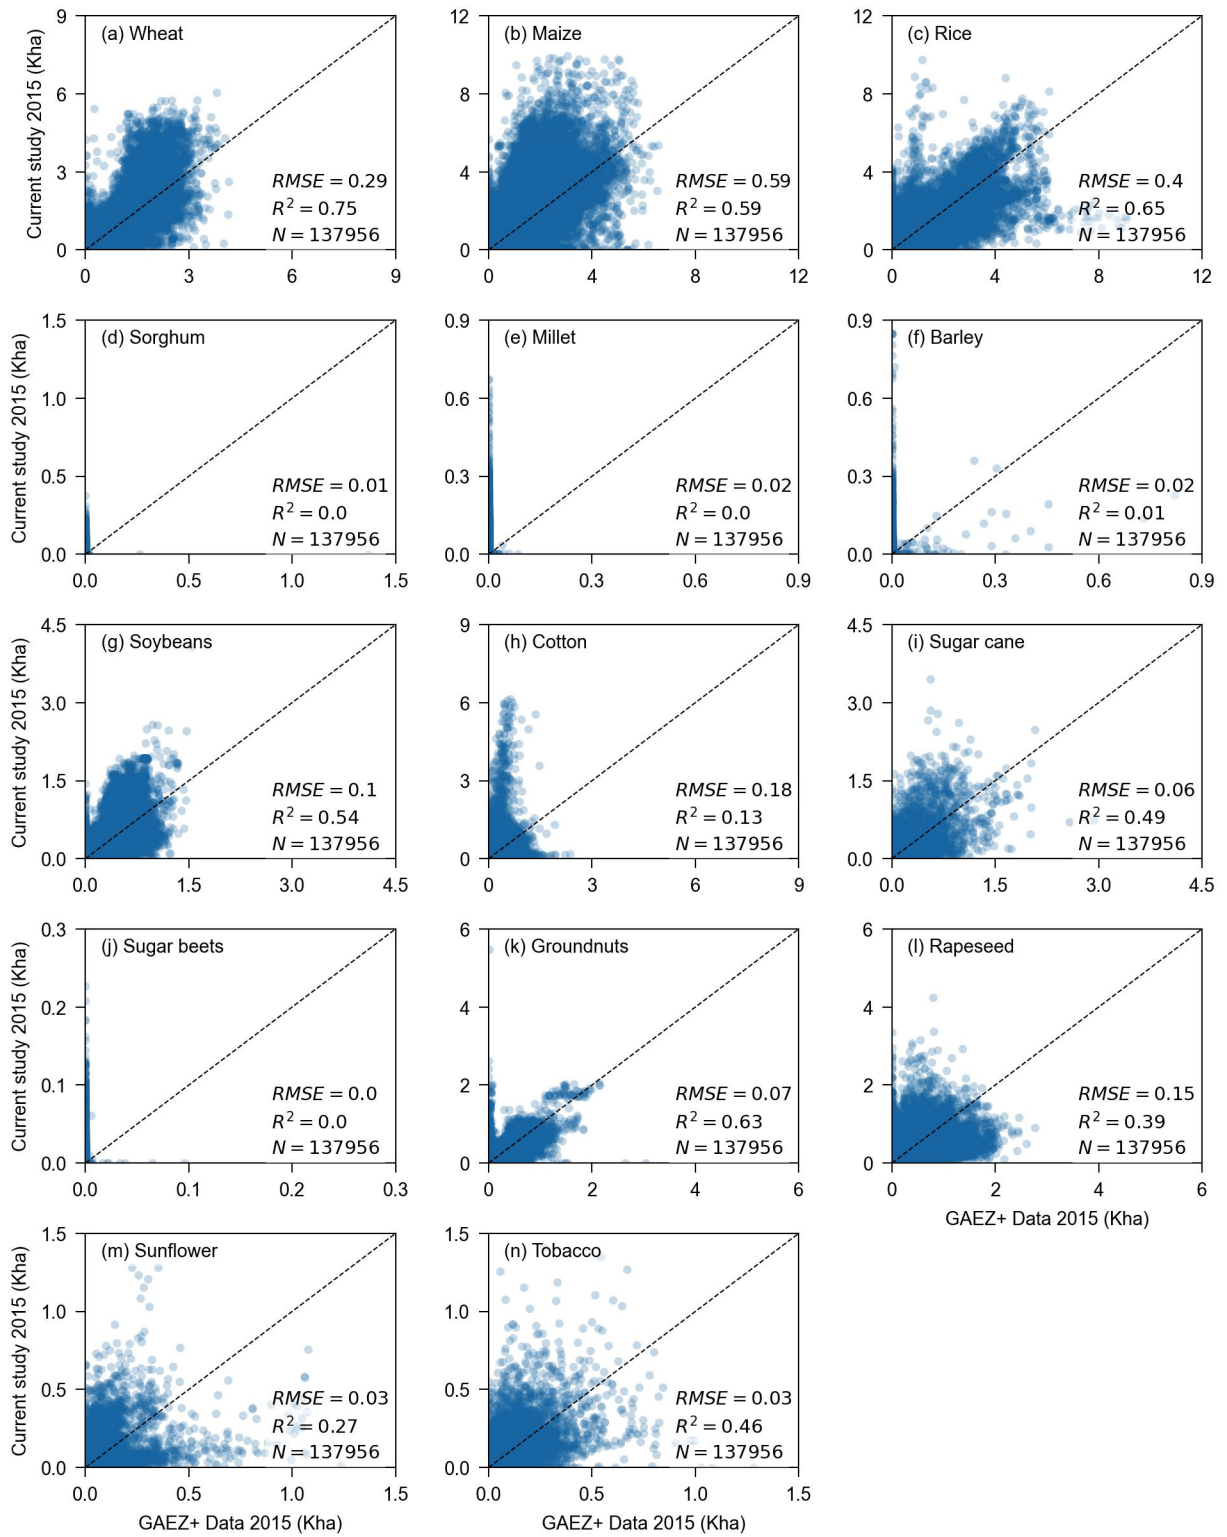 (a) Wheat
Current study 2015 (Kha)
9
6
3
0
RMSE = 0.29
R² = 0.75
N = 137956
0 3 6 9
(b) Maize
12
8
4
0
RMSE = 0.59
R² = 0.59
N = 137956
0 4 8 12
(c) Rice
12
8
4
0
RMSE = 0.4
R² = 0.65
N = 137956
0 4 8 12
(d) Sorghum
Current study 2015 (Kha)
1.5
1.0
0.5
0.0
RMSE = 0.01
R² = 0.0
N = 137956
0.0 0.5 1.0 1.5
(e) Millet
0.9
0.6
0.3
0.0
RMSE = 0.02
R² = 0.0
N = 137956
0.0 0.3 0.6 0.9
(f) Barley
0.9
0.6
0.3
0.0
RMSE = 0.02
R² = 0.01
N = 137956
0.0 0.3 0.6 0.9
(g) Soybeans
Current study 2015 (Kha)
4.5
3.0
1.5
0.0
RMSE = 0.1
R² = 0.54
N = 137956
0.0 1.5 3.0 4.5
(h) Cotton
9
6
3
0
RMSE = 0.18
R² = 0.13
N = 137956
0 3 6 9
(i) Sugar cane
4.5
3.0
1.5
0.0
RMSE = 0.06
R² = 0.49
N = 137956
0.0 1.5 3.0 4.5
(j) Sugar beets
Current study 2015 (Kha)
0.3
0.2
0.1
0.0
RMSE = 0.0
R² = 0.0
N = 137956
0.0 0.1 0.2 0.3
(k) Groundnuts
6
4
2
0
RMSE = 0.07
R² = 0.63
N = 137956
0 2 4 6
(l) Rapeseed
6
4
2
0
RMSE = 0.15
R² = 0.39
N = 137956
0 2 4 6
GAEZ+ Data 2015 (Kha)
(m) Sunflower
Current study 2015 (Kha)
1.5
1.0
0.5
0.0
RMSE = 0.03
R² = 0.27
N = 137956
0.0 0.5 1.0 1.5
GAEZ+ Data 2015 (Kha)
(n) Tobacco
1.5
1.0
0.5
0.0
RMSE = 0.03
R² = 0.46
N = 137956
0.0 0.5 1.0 1.5
GAEZ+ Data 2015 (Kha)